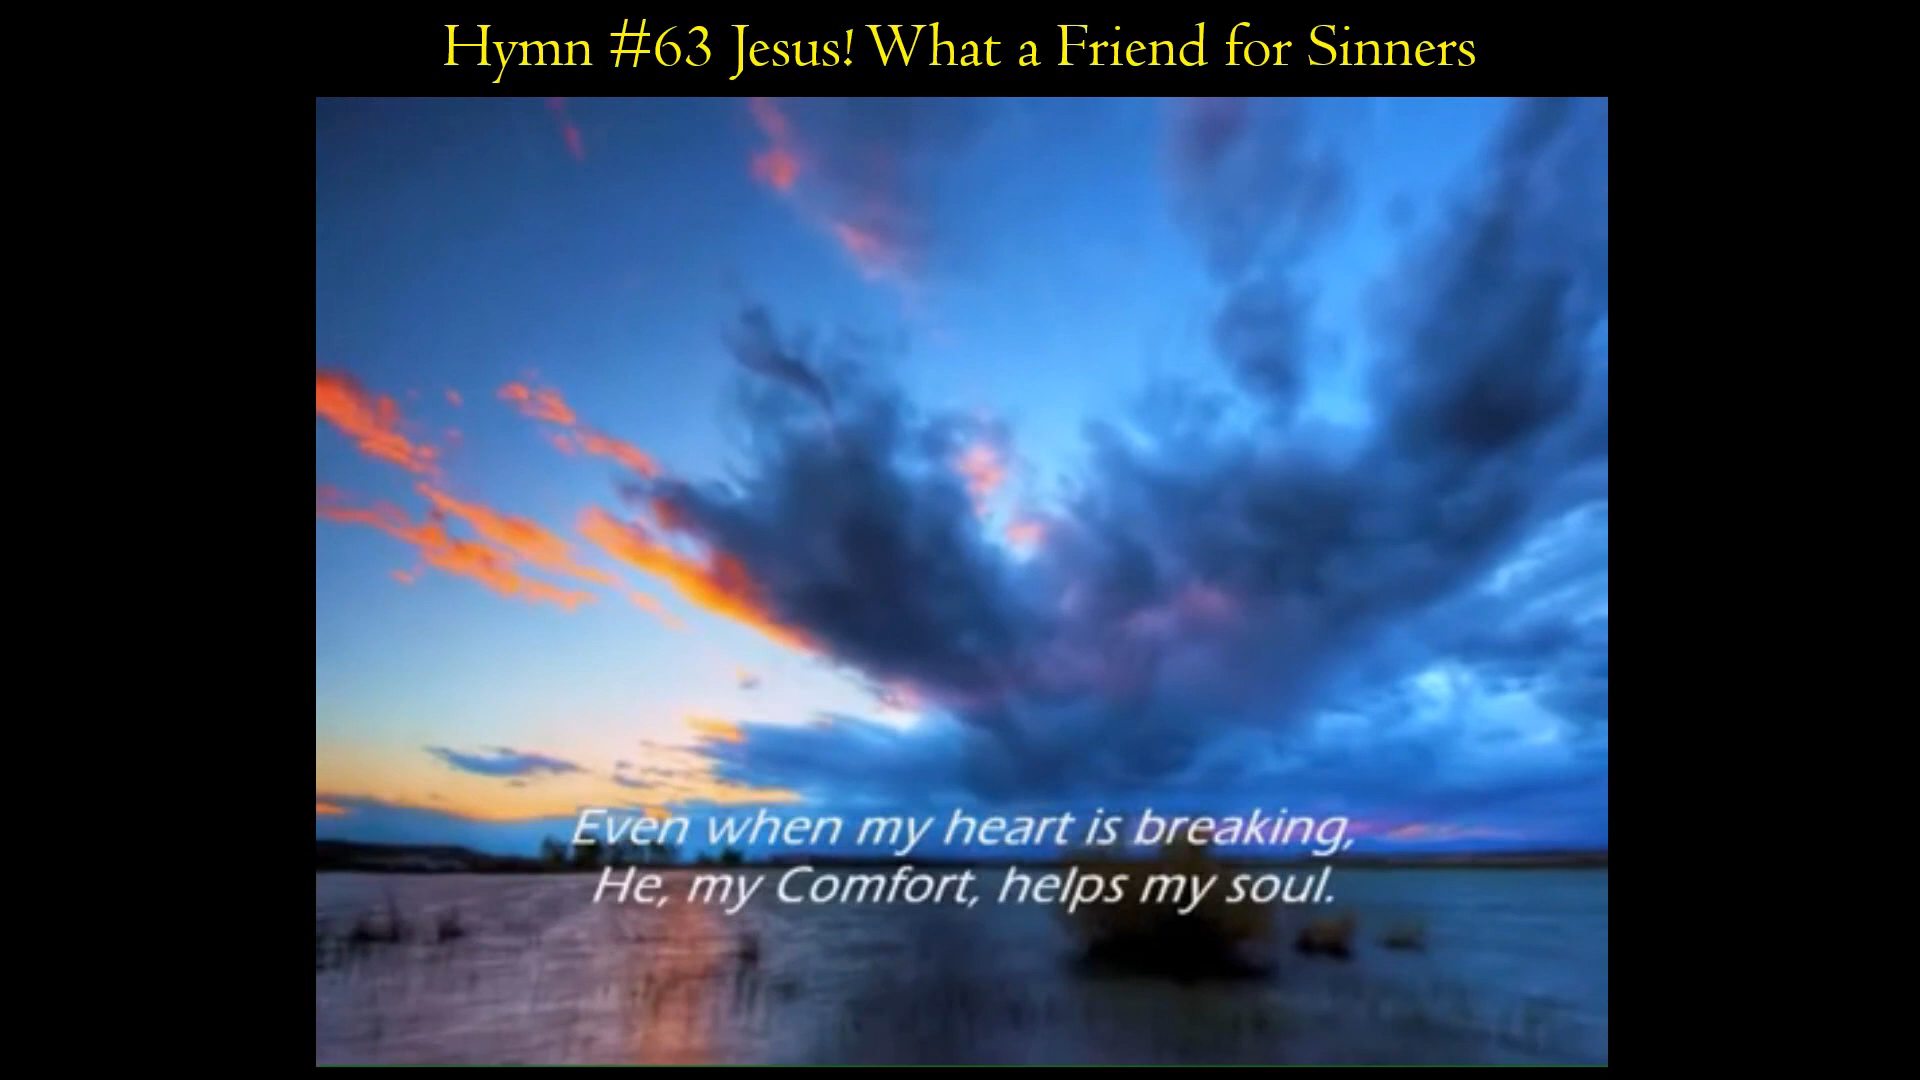 Hymn #63 Jesus! What a Friend for Sinners
Even when my heart is breaking,
He, my Comfort, helps my soul.